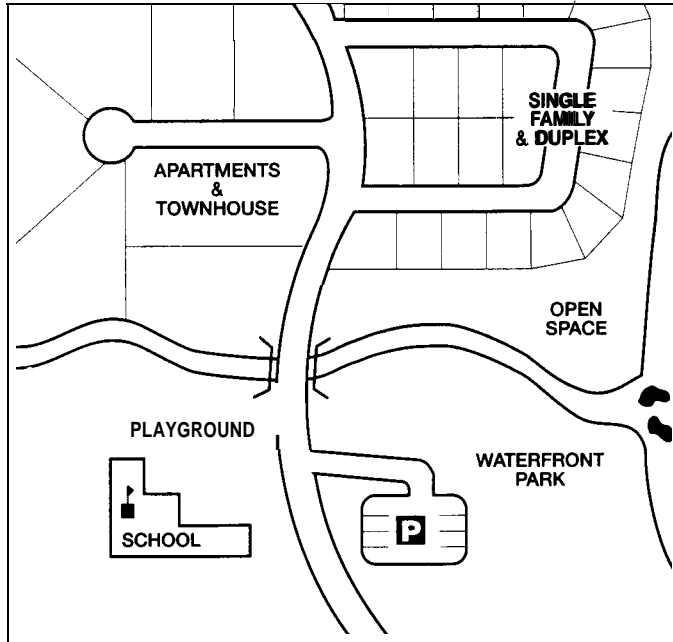 SINGLE
FAMILY
& DUPLEX
APARTMENTS
&
TOWNHOUSE
OPEN
SPACE
PLAYGROUND
WATERFRONT
PARK
SCHOOL
P